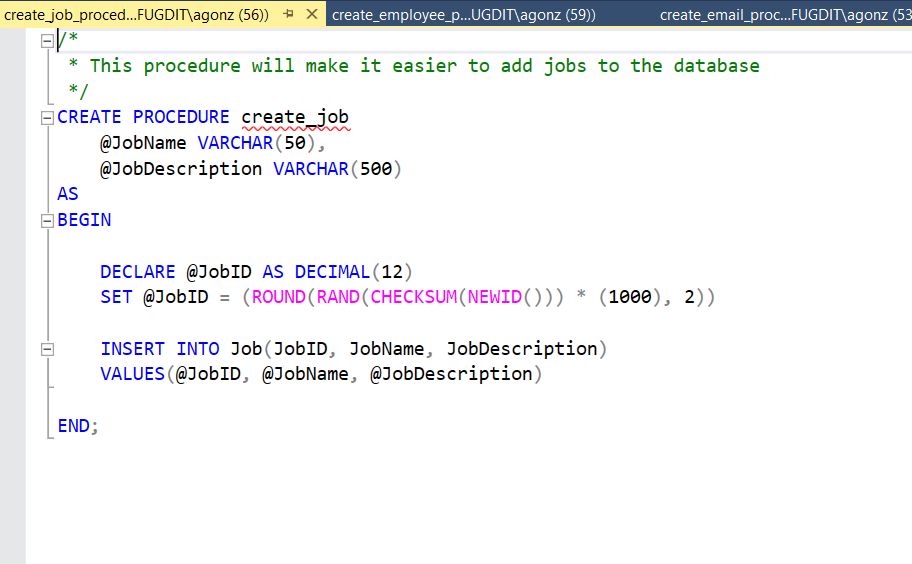 create_job_proced...FUGDIT\agonz (56)) create_employee_p...UGDIT\agonz (59)) create_email_proc...FUGDIT\agonz (53
/*
* This procedure will make it easier to add jobs to the database
*/
CREATE PROCEDURE create_job
@JobName VARCHAR(50),
@JobDescription VARCHAR(500)
AS
BEGIN
DECLARE @JobID AS DECIMAL(12)
SET @JobID = (ROUND(RAND(CHECKSUM(NEWID())) * (1000), 2))
INSERT INTO Job(JobID, JobName, JobDescription)
VALUES(@JobID, @JobName, @JobDescription)
END;